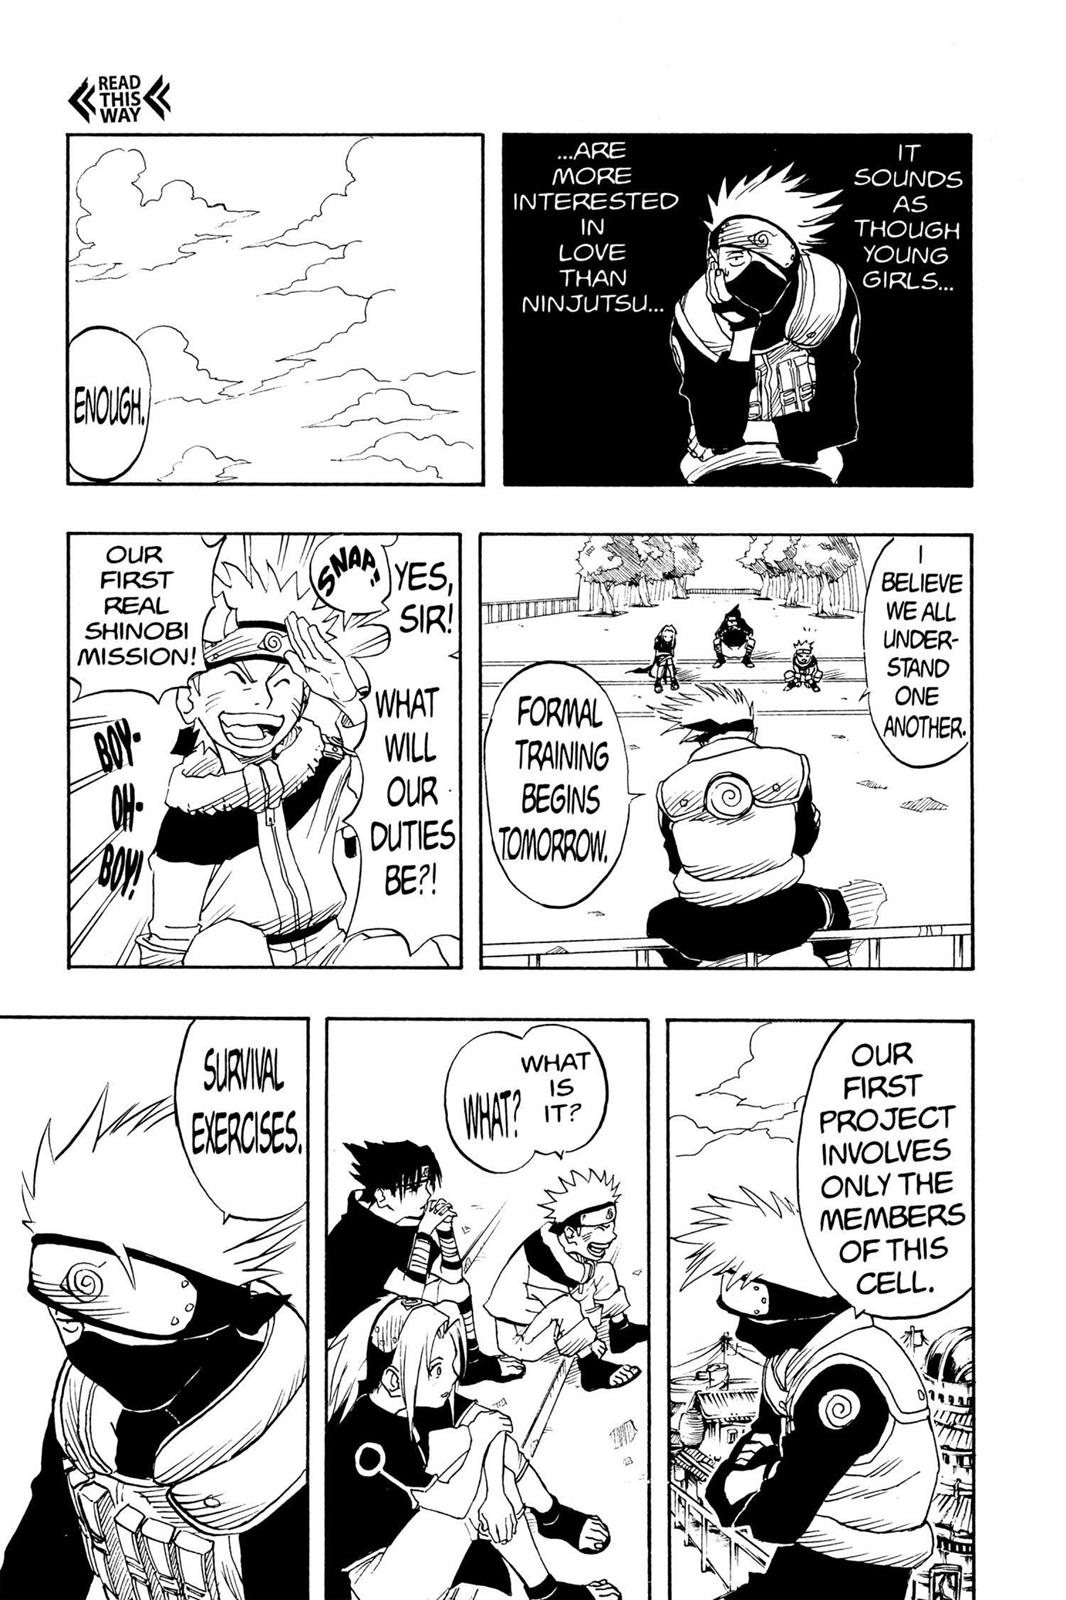 READ
THIS
WAY
IT
SOUNDS
AS
THOUGH
YOUNG
GIRLS...
...ARE
MORE
INTERESTED
IN
LOVE
THAN
NINJUTSU...
ENOUGH.
I
BELIEVE
WE ALL
UNDER-
STAND
ONE
ANOTHER.
FORMAL
TRAINING
BEGINS
TOMORROW.
YES,
SIR!
WHAT
WILL
OUR
DUTIES
BE?!
SNAP!!
OUR
FIRST
REAL
SHINOBI
MISSION!
BOY-
OH-
BOY!
OUR
FIRST
PROJECT
INVOLVES
ONLY THE
MEMBERS
OF THIS
CELL.
WHAT
IS
IT?
WHAT?
SURVIVAL
EXERCISES.